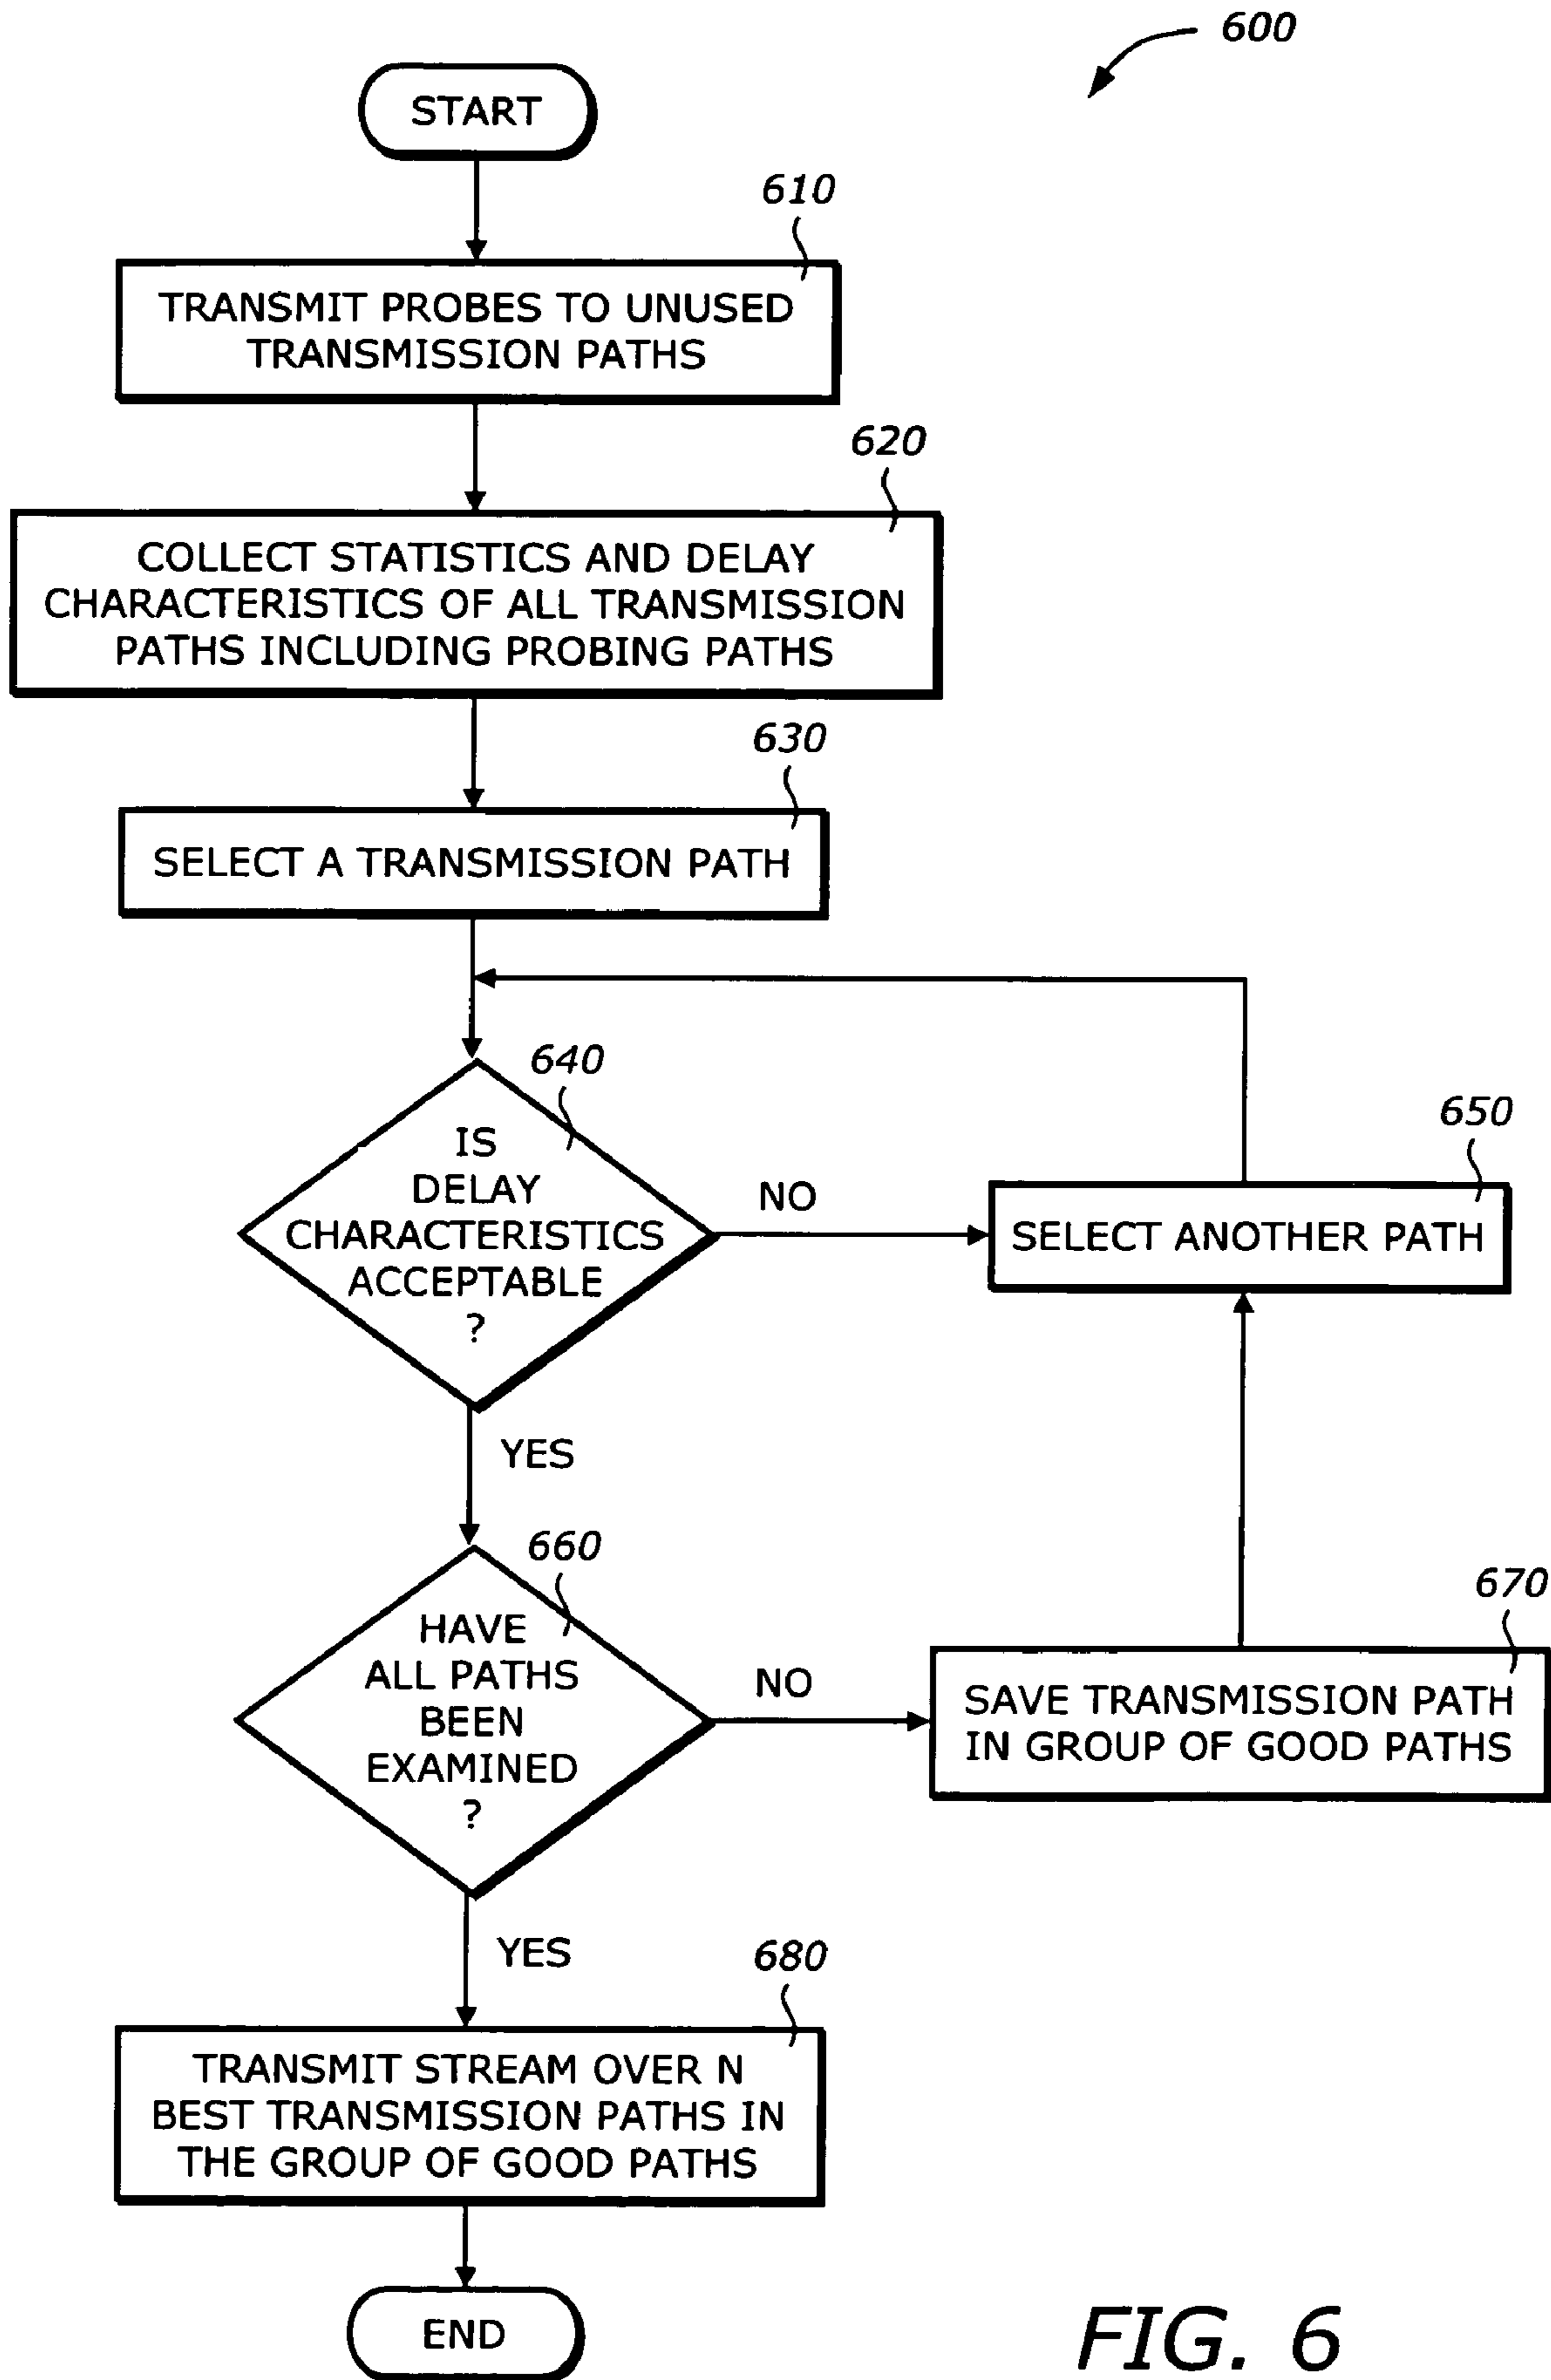 600
START
610
TRANSMIT PROBES TO UNUSED
TRANSMISSION PATHS
620
COLLECT STATISTICS AND DELAY
CHARACTERISTICS OF ALL TRANSMISSION
PATHS INCLUDING PROBING PATHS
630
SELECT A TRANSMISSION PATH
640
IS
DELAY
CHARACTERISTICS
ACCEPTABLE
?
NO
650
SELECT ANOTHER PATH
YES
660
HAVE
ALL PATHS
BEEN
EXAMINED
?
NO
670
SAVE TRANSMISSION PATH
IN GROUP OF GOOD PATHS
YES
680
TRANSMIT STREAM OVER N
BEST TRANSMISSION PATHS IN
THE GROUP OF GOOD PATHS
END
FIG. 6